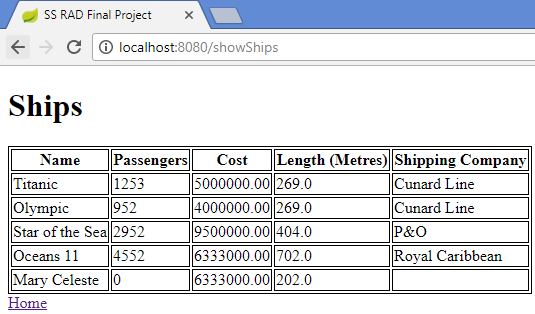 SS RAD Final Project
localhost:8080/showShips
Ships
Name Passengers Cost Length (Metres) Shipping Company
Titanic 1253 5000000.00 269.0 Cunard Line
Olympic 952 4000000.00 269.0 Cunard Line
Star of the Sea 2952 9500000.00 404.0 P&O
Oceans 11 4552 6333000.00 702.0 Royal Caribbean
Mary Celeste 0 6333000.00 202.0
Home